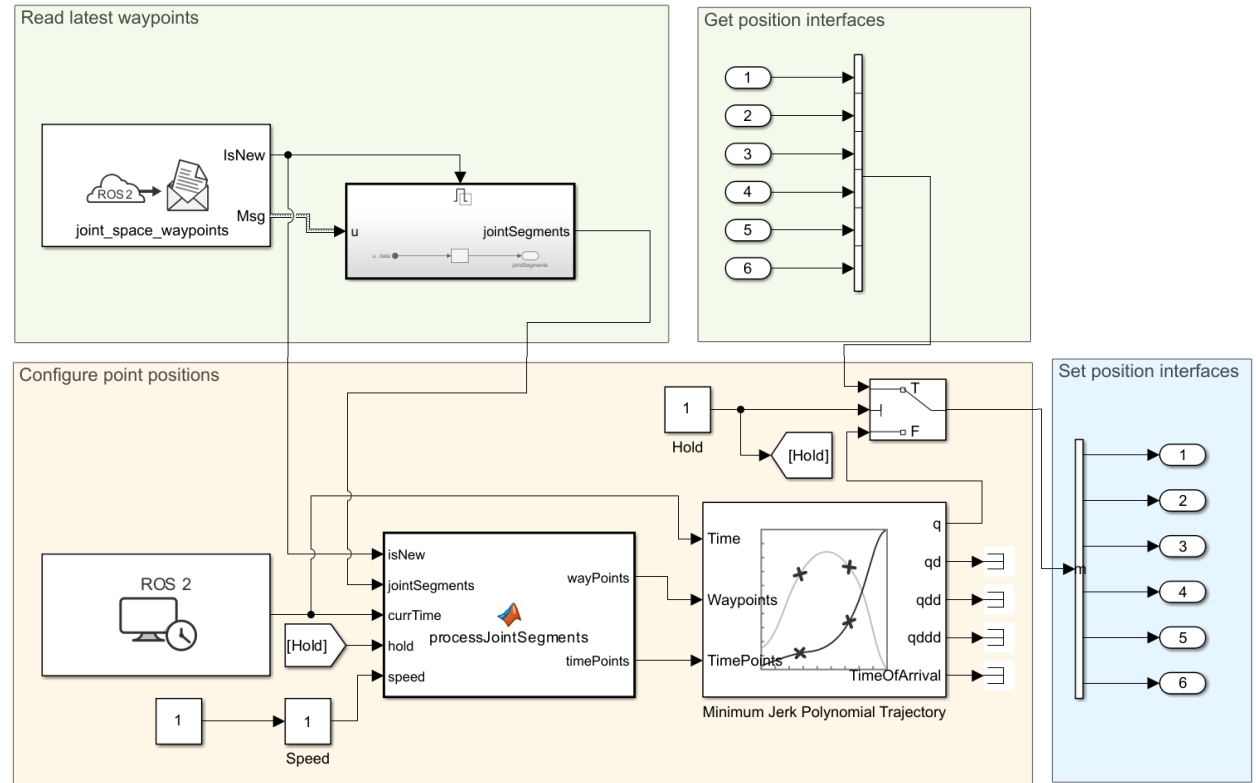 Read latest waypoints
IsNew
ROS 2
Msg
joint_space_waypoints
u
jointSegments
u. data
jointSegments
Get position interfaces
1
2
3
4
5
6
Configure point positions
1
Hold
[Hold]
T
F
ROS 2
[Hold]
1
1
Speed
isNew
jointSegments
currTime
hold
speed
processJointSegments
wayPoints
timePoints
Time
Waypoints
TimePoints
q
qd
qdd
qddd
TimeOfArrival
Minimum Jerk Polynomial Trajectory
Set position interfaces
m
1
2
3
4
5
6